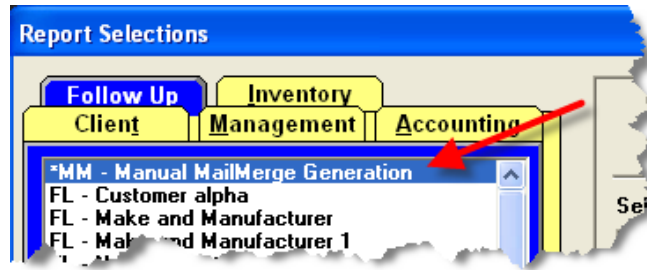 Report Selections
Follow Up Inventory
Client Management Accounting
*MM - Manual MailMerge Generation
FL - Customer alpha
FL - Make and Manufacturer
FL - Make and Manufacturer 1